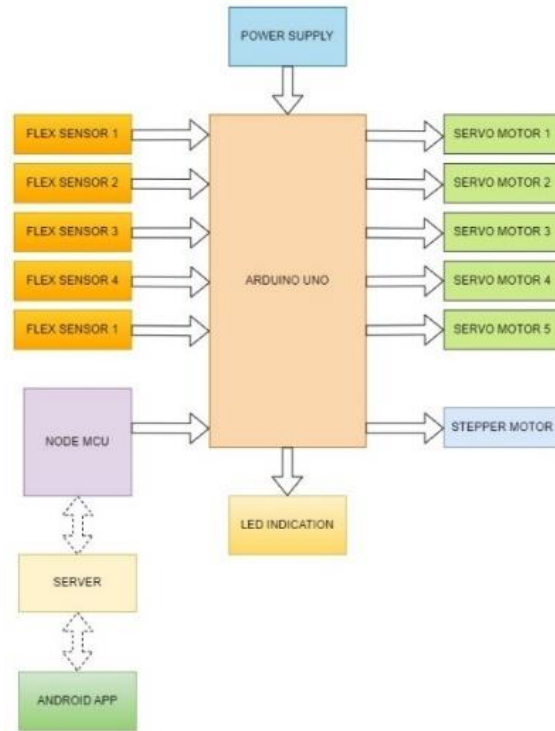 POWER SUPPLY
FLEX SENSOR 1
FLEX SENSOR 2
FLEX SENSOR 3
FLEX SENSOR 4
FLEX SENSOR 1
NODE MCU
SERVER
ANDROID APP
ARDUINO UNO
LED INDICATION
SERVO MOTOR 1
SERVO MOTOR 2
SERVO MOTOR 3
SERVO MOTOR 4
SERVO MOTOR 5
STEPPER MOTOR